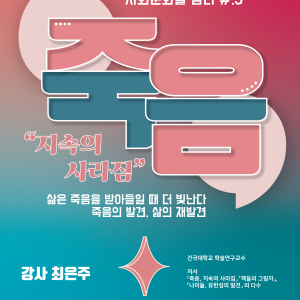 죽음
“지속의
사라짐”
삶은 죽음을 받아들일 때 더 빛난다
죽음의 발견, 삶의 재발견
강사 최은주
건국대학교 학술연구교수
저서
「죽음, 지속의 사라짐」, 「책들의 그림자」,
「나이듦, 유한성의 발견」외 다수